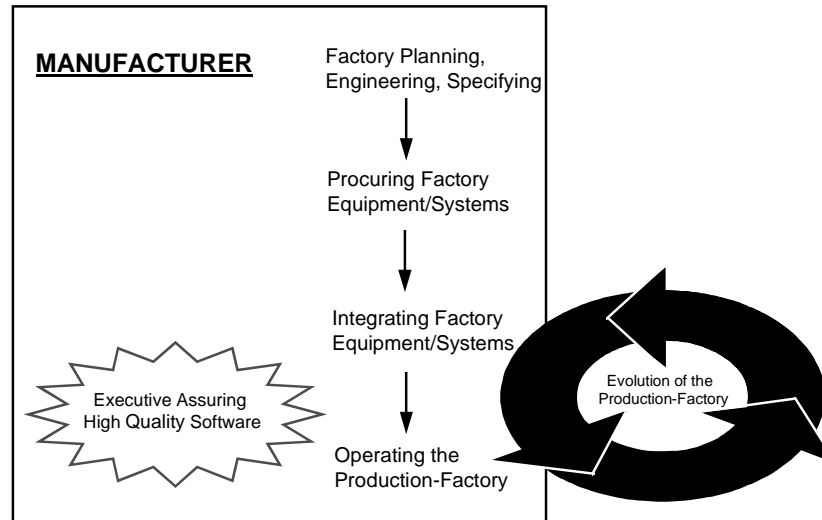 MANUFACTURER
Factory Planning,
Engineering, Specifying
Procuring Factory
Equipment/Systems
Integrating Factory
Equipment/Systems
Executive Assuring
High Quality Software
Evolution of the
Production-Factory
Operating the
Production-Factory